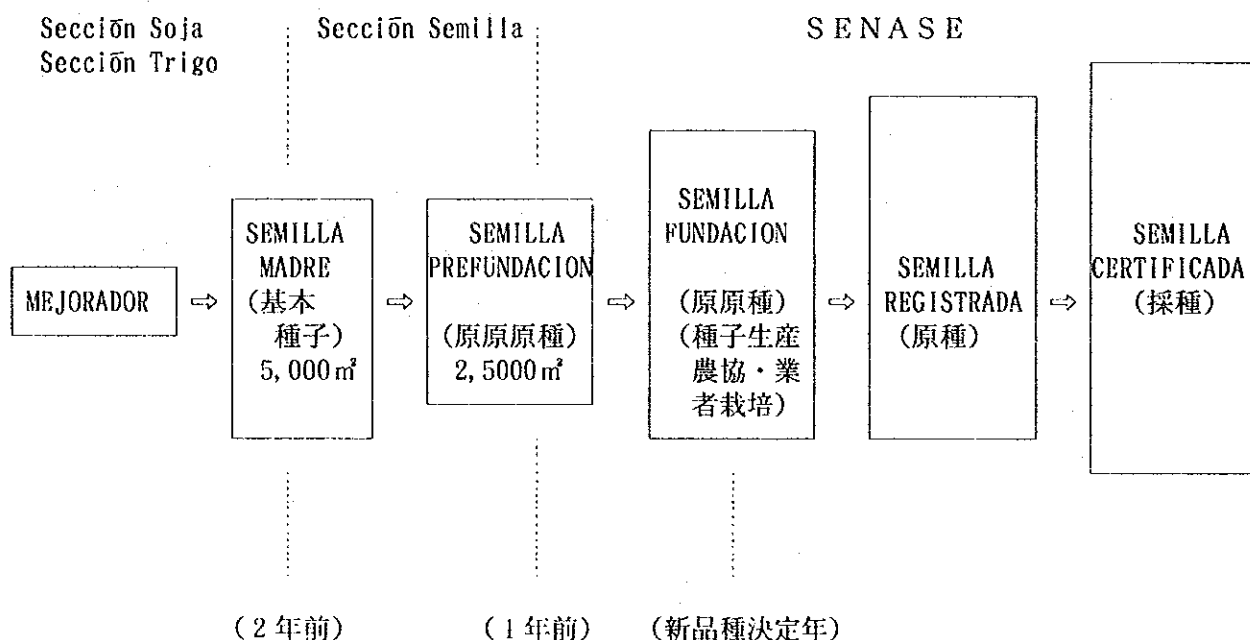 Sección Soja
Sección Trigo
Sección Semilla
SENASE
MEJORADOR
⇨
SEMILLA
MADRE
(基本
種子)
5,000㎡
⇨
SEMILLA
PREFUNDACION
(原原原種)
2,5000㎡
⇨
SEMILLA
FUNDACION
(原原種)
(種子生産
農協・業
者栽培)
⇨
SEMILLA
REGISTRADA
(原種)
⇨
SEMILLA
CERTIFICADA
(採種)
(2年前)
(1年前)
(新品種決定年)